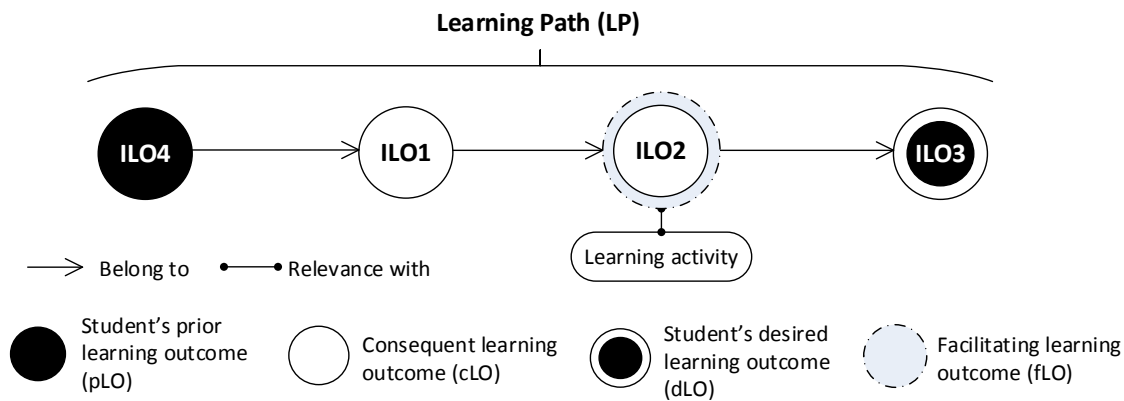 Learning Path (LP)
ILO4
ILO1
ILO2
ILO3
Learning activity
Belong to
Relevance with
Student’s prior
learning outcome
(pLO)
Consequent learning
outcome (cLO)
Student’s desired
learning outcome
(dLO)
Facilitating learning
outcome (fLO)